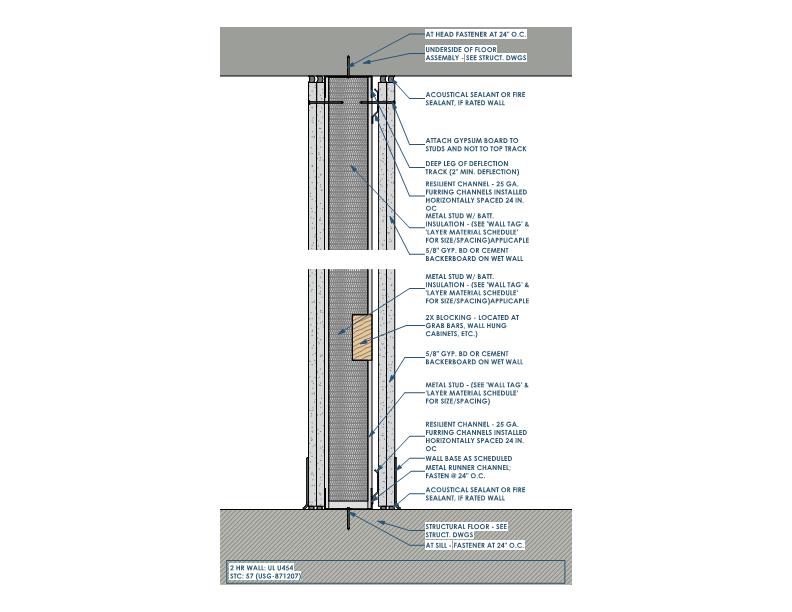 AT HEAD FASTENER AT 24" O.C.
UNDERSIDE OF FLOOR
ASSEMBLY - SEE STRUCT. DWGS
ACOUSTICAL SEALANT OR FIRE
SEALANT, IF RATED WALL
ATTACH GYPSUM BOARD TO
STUDS AND NOT TO TOP TRACK
DEEP LEG OF DEFLECTION
TRACK (2" MIN. DEFLECTION)
RESILIENT CHANNEL - 25 GA.
FURRING CHANNELS INSTALLED
HORIZONTALLY SPACED 24 IN.
OC
METAL STUD W/ BATT.
INSULATION - (SEE 'WALL TAG' &
'LAYER MATERIAL SCHEDULE'
FOR SIZE/SPACING)APPLICAPLE
5/8" GYP. BD OR CEMENT
BACKERBOARD ON WET WALL
METAL STUD W/ BATT.
INSULATION - (SEE 'WALL TAG' &
'LAYER MATERIAL SCHEDULE'
FOR SIZE/SPACING)APPLICAPLE
2X BLOCKING - LOCATED AT
GRAB BARS, WALL HUNG
CABINETS, ETC.)
5/8" GYP. BD OR CEMENT
BACKERBOARD ON WET WALL
METAL STUD - (SEE 'WALL TAG' &
'LAYER MATERIAL SCHEDULE'
FOR SIZE/SPACING)
RESILIENT CHANNEL - 25 GA.
FURRING CHANNELS INSTALLED
HORIZONTALLY SPACED 24 IN.
OC
WALL BASE AS SCHEDULED
METAL RUNNER CHANNEL;
FASTEN @ 24" O.C.
ACOUSTICAL SEALANT OR FIRE
SEALANT, IF RATED WALL
STRUCTURAL FLOOR - SEE
STRUCT. DWGS
AT SILL - FASTENER AT 24" O.C.
2 HR WALL: UL U454
STC: 57 (USG-871207)